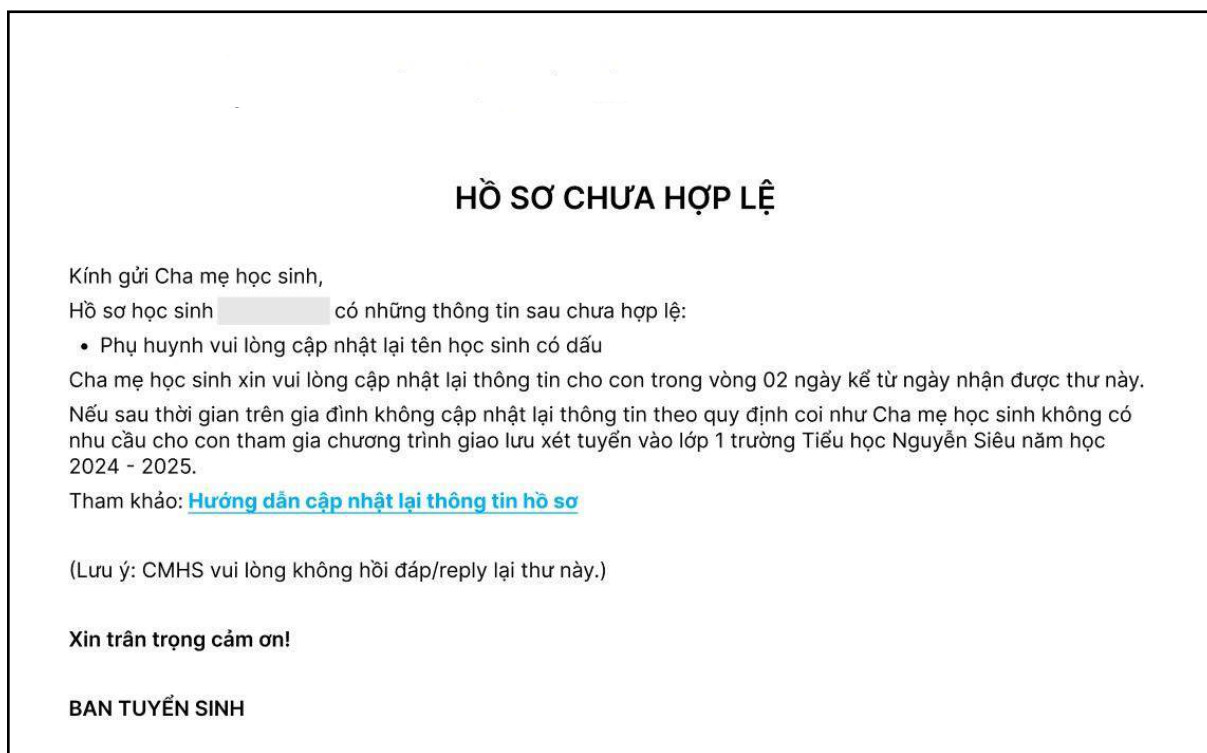 HỒ SƠ CHƯA HỢP LỆ
Kính gửi Cha mẹ học sinh,
Hồ sơ học sinh có những thông tin sau chưa hợp lệ:
• Phụ huynh vui lòng cập nhật lại tên học sinh có dấu
Cha mẹ học sinh xin vui lòng cập nhật lại thông tin cho con trong vòng 02 ngày kể từ ngày nhận được thư này.
Nếu sau thời gian trên gia đình không cập nhật lại thông tin theo quy định coi như Cha mẹ học sinh không có
nhu cầu cho con tham gia chương trình giao lưu xét tuyển vào lớp 1 trường Tiểu học Nguyễn Siêu năm học
2024 - 2025.
Tham khảo: Hướng dẫn cập nhật lại thông tin hồ sơ
(Lưu ý: CMHS vui lòng không hồi đáp/reply lại thư này.)
Xin trân trọng cảm ơn!
BAN TUYỂN SINH